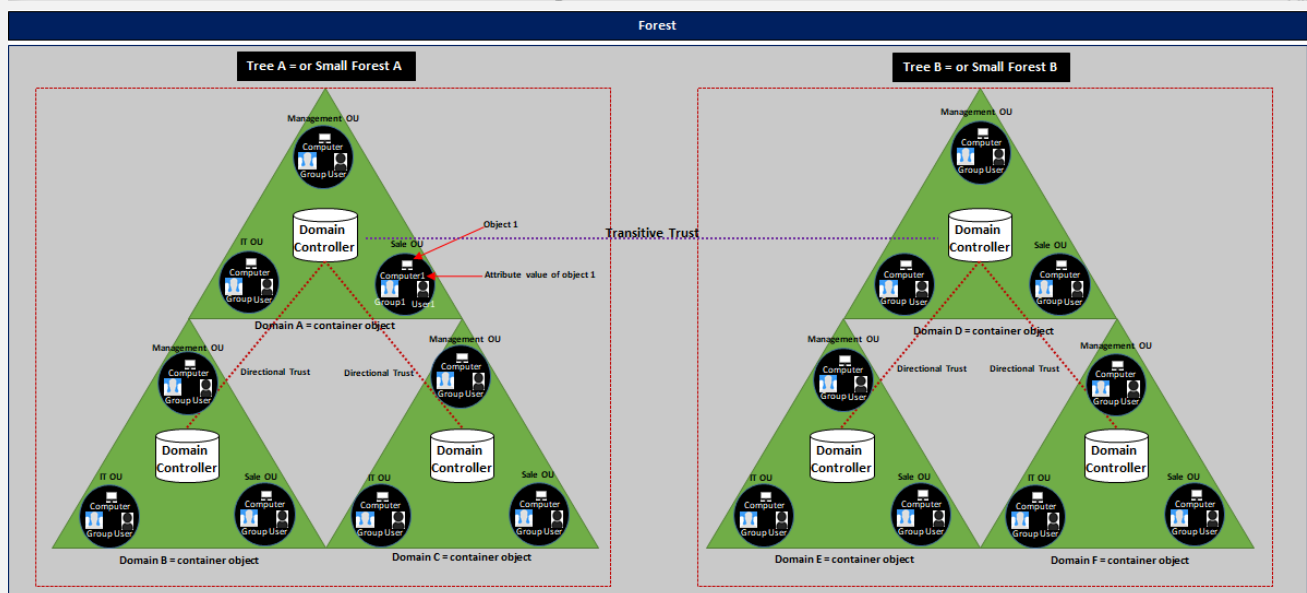 Forest
Tree A = or Small Forest A
Tree B = or Small Forest B
Management OU
Computer
Group User
Domain
Controller
IT OU
Computer
Group User
Sale OU
Computer1
Group1
User1
Object 1
Attribute value of object 1
Transitive Trust
Domain A = container object
Management OU
Computer
Group User
Directional Trust
Directional Trust
Management OU
Computer
Group User
Domain
Controller
Domain
Controller
IT OU
Computer
Group User
Sale OU
Computer
Group User
IT OU
Computer
Group User
Sale OU
Computer
Group User
Domain B = container object
Domain C = container object
Management OU
Computer
Group User
Domain
Controller
Computer
Group User
Computer
Group User
Domain D = container object
Management OU
Computer
Group User
Directional Trust
Directional Trust
Management OU
Computer
Group User
Domain
Controller
Domain
Controller
IT OU
Computer
Group User
Sale OU
Computer
Group User
IT OU
Computer
Group User
Sale OU
Computer
Group User
Domain E = container object
Domain F = container object